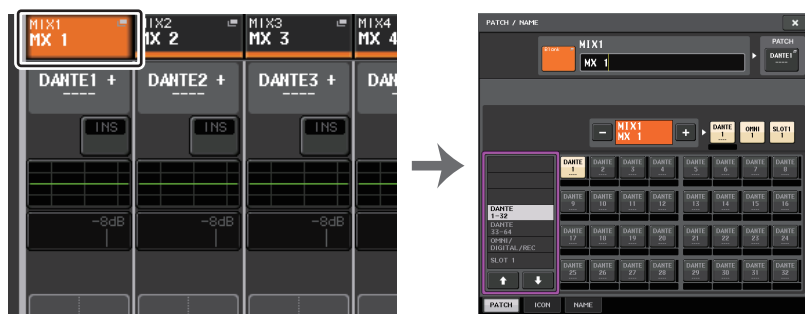 MIX1 MIX2 MIX3 MIX4
MX 1 MX 2 MX 3 MX 4
DANTE1 + DANTE2 + DANTE3 + DAN
---- ---- ----
INS INS INS
-8dB -8dB -8dB
PATCH / NAME
Blank
MIX1
MX 1
PATCH
DANTE1
----
- MIX1 +
MX 1
DANTE 1 OMNI 1 SLOT1 1
DANTE 1 DANTE 2 DANTE 3 DANTE 4 DANTE 5 DANTE 6 DANTE 7 DANTE 8
DANTE 9 DANTE 10 DANTE 11 DANTE 12 DANTE 13 DANTE 14 DANTE 15 DANTE 16
DANTE 17 DANTE 18 DANTE 19 DANTE 20 DANTE 21 DANTE 22 DANTE 23 DANTE 24
DANTE 25 DANTE 26 DANTE 27 DANTE 28 DANTE 29 DANTE 30 DANTE 31 DANTE 32
DANTE
1-32
DANTE
33-64
OMNI/
DIGITAL/REC
SLOT 1
PATCH ICON NAME